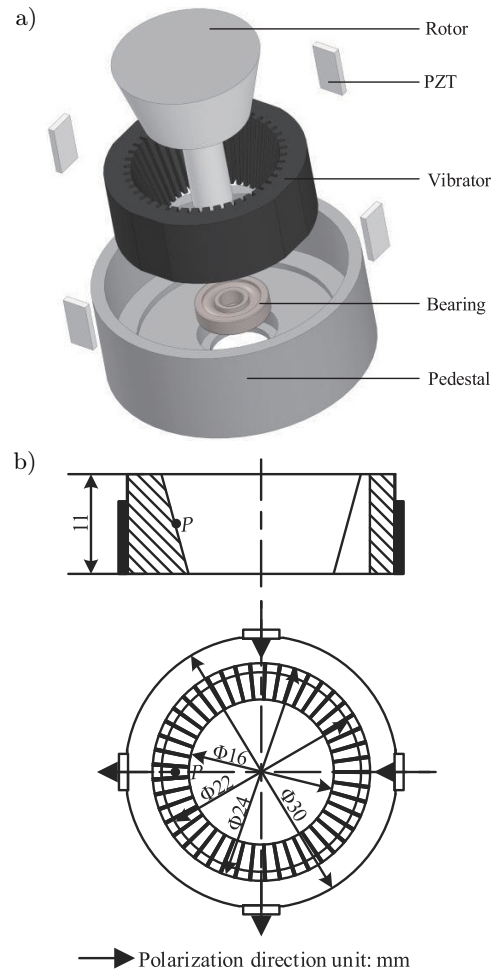 a)
Rotor
PZT
Vibrator
Bearing
Pedestal
b)
11
P
Φ16
P
Φ22
Φ24
Φ30
Polarization direction unit: mm